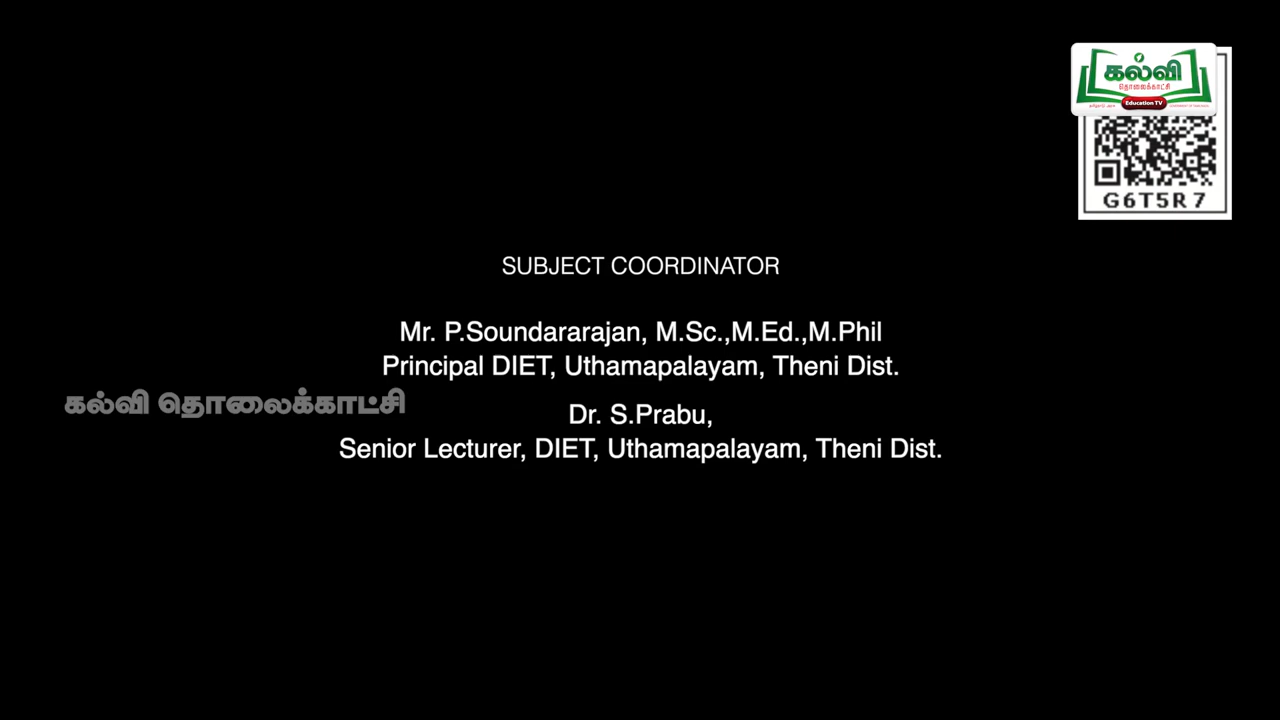 கல்வி
தொலைக்காட்சி
Education TV
G6T5R7
SUBJECT COORDINATOR
Mr. P.Soundararajan, M.Sc.,M.Ed.,M.Phil
Principal DIET, Uthamapalayam, Theni Dist.
கல்வி தொலைக்காட்சி
Dr. S.Prabu,
Senior Lecturer, DIET, Uthamapalayam, Theni Dist.